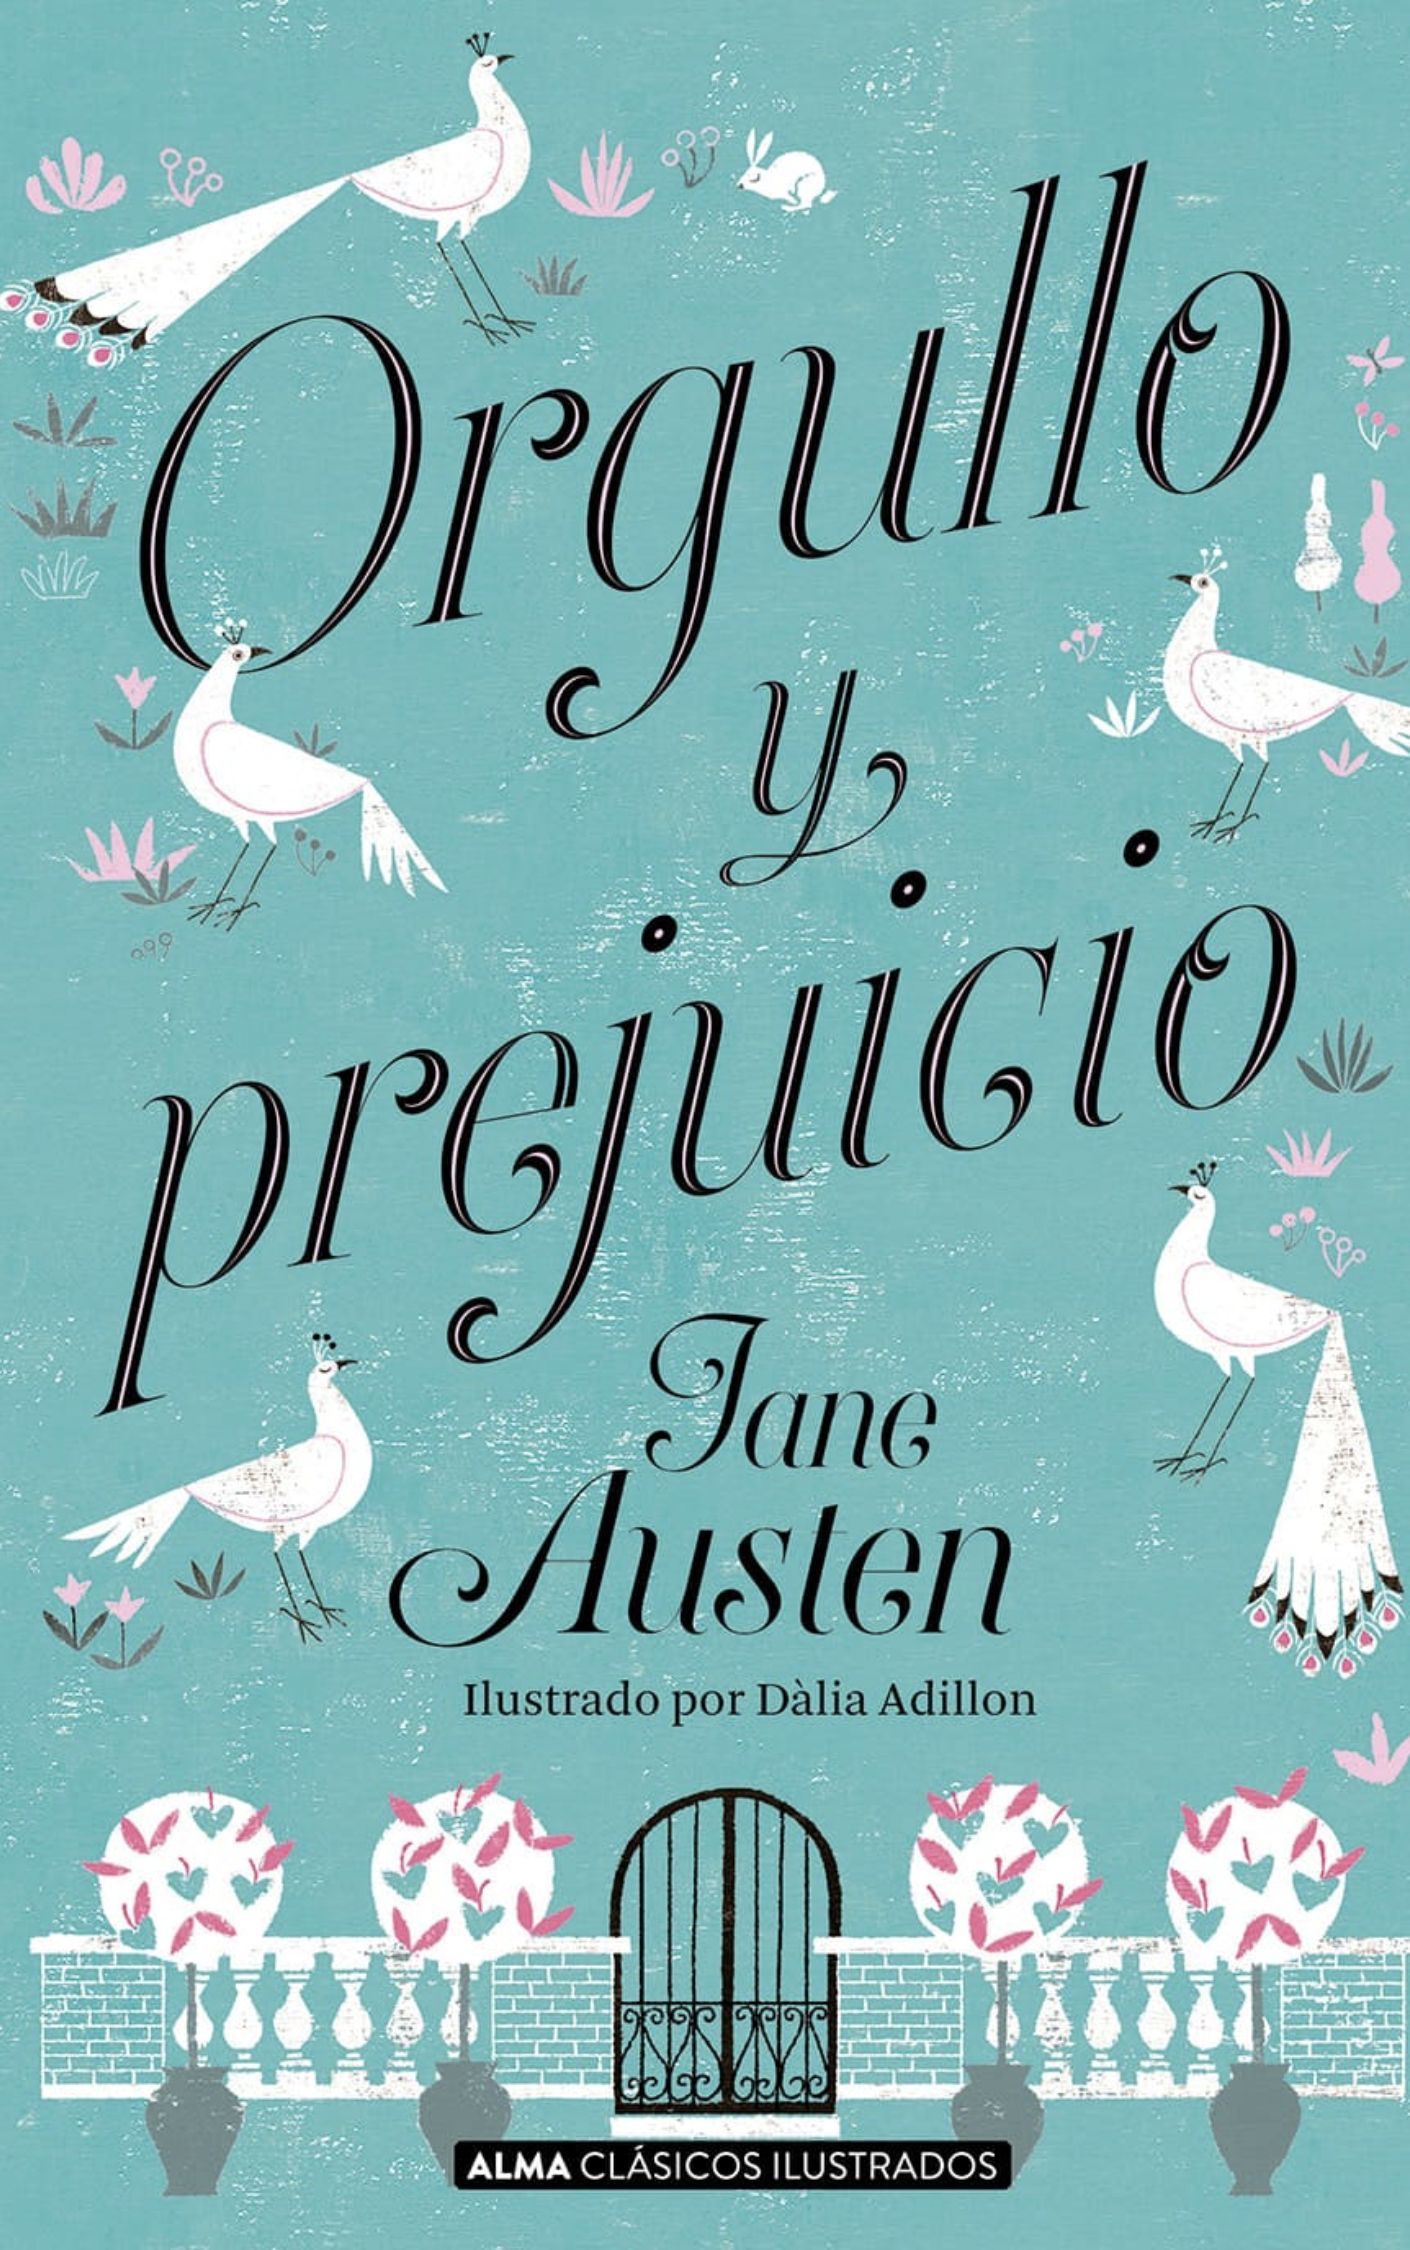 Orgullo
y
prejuicio
Jane
Austen
Ilustrado por Dàlia Adillon
ALMA CLÁSICOS ILUSTRADOS